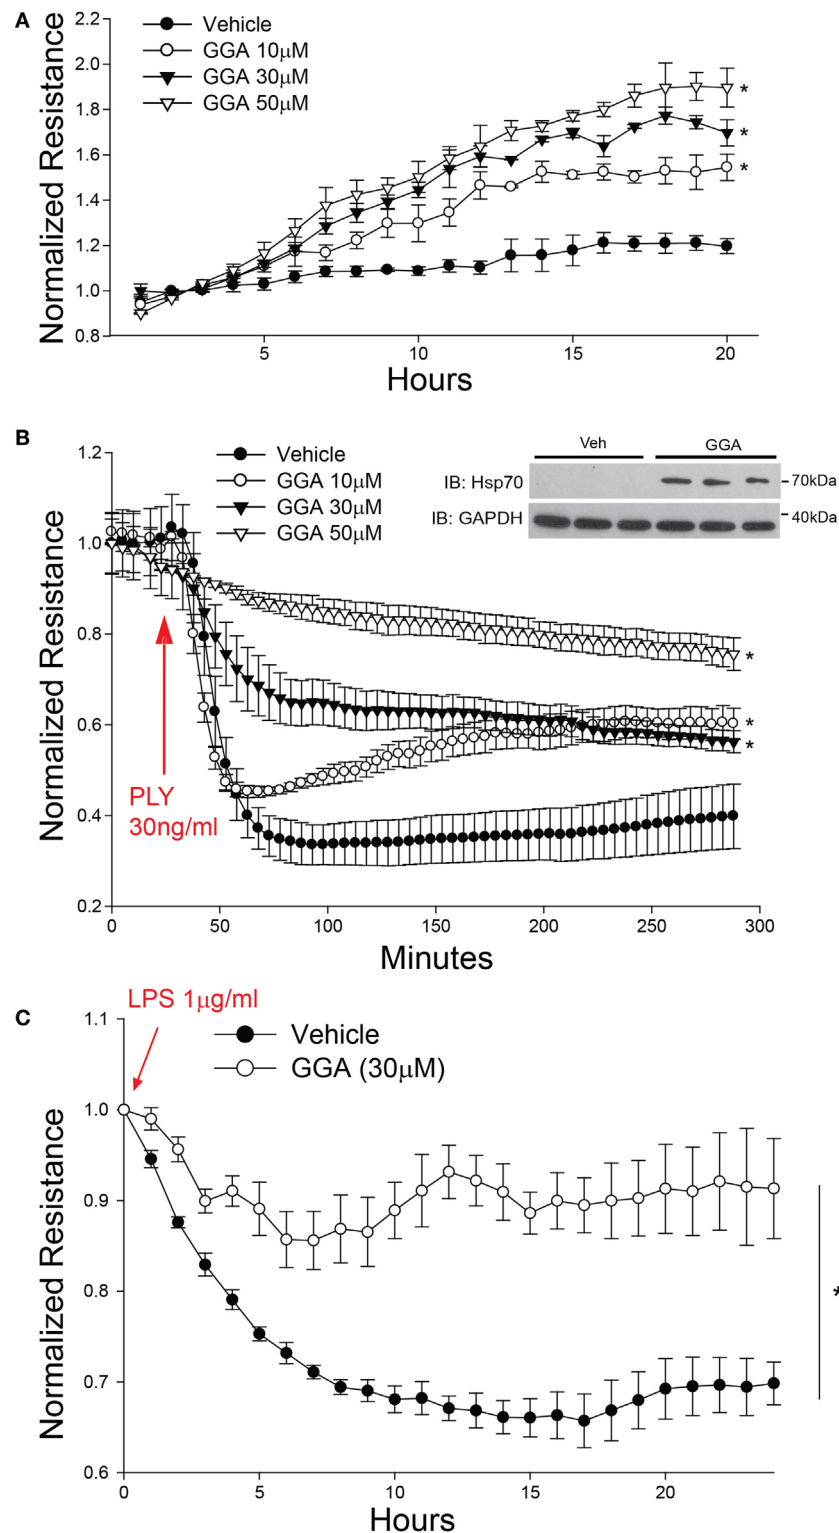 A
Normalized Resistance
2.2
2.0
1.8
1.6
1.4
1.2
1.0
0.8
Vehicle
GGA 10μM
GGA 30μM
GGA 50μM
*
*
*
5
10
15
20
Hours
B
Normalized Resistance
1.2
1.0
0.8
0.6
0.4
0.2
Vehicle
GGA 10μM
GGA 30μM
GGA 50μM
Veh
GGA
IB: Hsp70
70kDa
IB: GAPDH
40kDa
*
*
*
PLY
30ng/ml
0
50
100
150
200
250
300
Minutes
C
LPS 1μg/ml
Normalized Resistance
1.1
1.0
0.9
0.8
0.7
0.6
Vehicle
GGA (30μM)
*
0
5
10
15
20
Hours